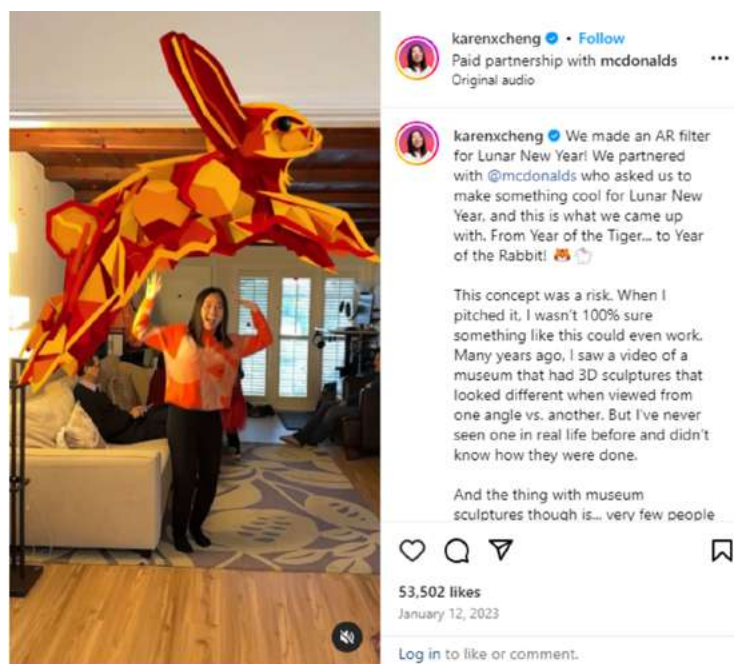 karenxcheng • Follow
Paid partnership with mcdonalds
Original audio
karenxcheng We made an AR filter
for Lunar New Year! We partnered
with @mcdonalds who asked us to
make something cool for Lunar New
Year, and this is what we came up
with. From Year of the Tiger... to Year
of the Rabbit! 🐯🐇
This concept was a risk. When I
pitched it, I wasn't 100% sure
something like this could even work.
Many years ago, I saw a video of a
museum that had 3D sculptures that
looked different when viewed from
one angle vs. another. But I've never
seen one in real life before and didn't
know how they were done.
And the thing with museum
sculptures though is... very few people
53,502 likes
January 12, 2023
Log in to like or comment.